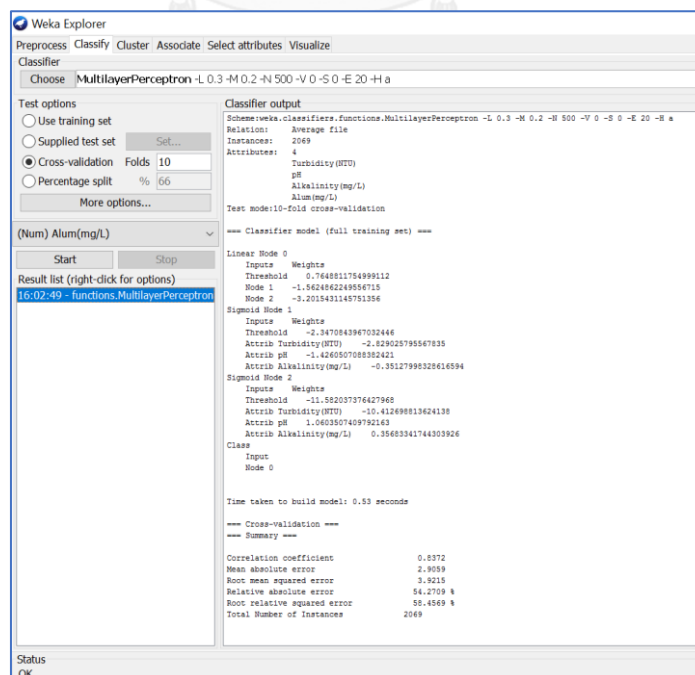 Weka Explorer
Preprocess Classify Cluster Associate Select attributes Visualize
Classifier
Choose MultilayerPerceptron -L 0.3 -M 0.2 -N 500 -V 0 -S 0 -E 20 -H a
Test options
Use training set
Supplied test set Set...
Cross-validation Folds 10
Percentage split % 66
More options...
(Num) Alum(mg/L)
Start Stop
Result list (right-click for options)
16:02:49 - functions.MultilayerPerceptron
Classifier output
Scheme:weka.classifiers.functions.MultilayerPerceptron -L 0.3 -M 0.2 -N 500 -V 0 -S 0 -E 20 -H a
Relation: Average file
Instances: 2069
Attributes: 4
Turbidity(NTU)
pH
Alkalinity(mg/L)
Alum(mg/L)
Test mode:10-fold cross-validation
=== Classifier model (full training set) ===
Linear Node 0
Inputs Weights
Threshold 0.7648811754999112
Node 1 -1.5624862249556715
Node 2 -3.2015431145751356
Sigmoid Node 1
Inputs Weights
Threshold -2.3470843967032446
Attrib Turbidity(NTU) -2.829025795567835
Attrib pH -1.4260507088382421
Attrib Alkalinity(mg/L) -0.35127998328616594
Sigmoid Node 2
Inputs Weights
Threshold -11.582037376427968
Attrib Turbidity(NTU) -10.412698813624138
Attrib pH 1.0603507409792163
Attrib Alkalinity(mg/L) 0.35683341744303926
Class
Input
Node 0
Time taken to build model: 0.53 seconds
=== Cross-validation ===
=== Summary ===
Correlation coefficient 0.8372
Mean absolute error 2.9059
Root mean squared error 3.9215
Relative absolute error 54.2709 %
Root relative squared error 58.4569 %
Total Number of Instances 2069
Status
OK